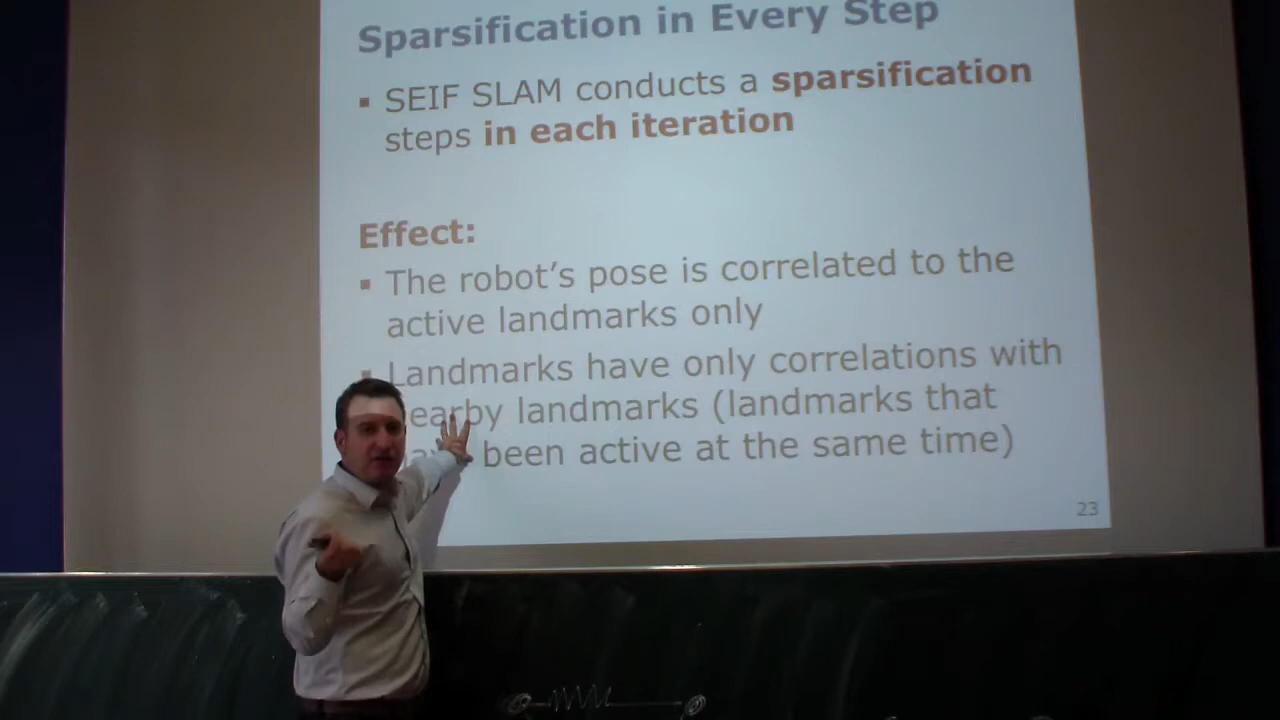 Sparsification in Every Step
▪ SEIF SLAM conducts a sparsification
steps in each iteration
Effect:
▪ The robot's pose is correlated to the
active landmarks only
▪ Landmarks have only correlations with
nearby landmarks (landmarks that
been active at the same time)
23